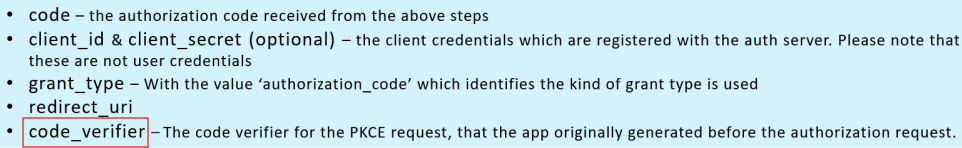 • code – the authorization code received from the above steps
• client_id & client_secret (optional) – the client credentials which are registered with the auth server. Please note that
these are not user credentials
• grant_type – With the value ‘authorization_code’ which identifies the kind of grant type is used
• redirect_uri
• code_verifier – The code verifier for the PKCE request, that the app originally generated before the authorization request.